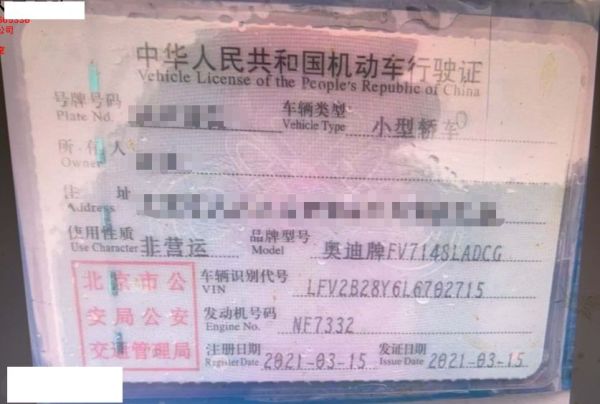 中华人民共和国机动车行驶证
Vehicle License of the People's Republic of China
号牌号码 车辆类型 小型轿车
Plate No. Vehicle Type
所有人
Owner
住址
Address
使用性质 非营运 品牌型号 奥迪牌FV7148LADCG
Use Character Model
北京市公
安局公安
交通管理局
车辆识别代号 LFV2B28Y6L6702715
VIN
发动机号码 NF7332
Engine No.
注册日期 2021-03-15 发证日期 2021-03-15
Register Date Issue Date